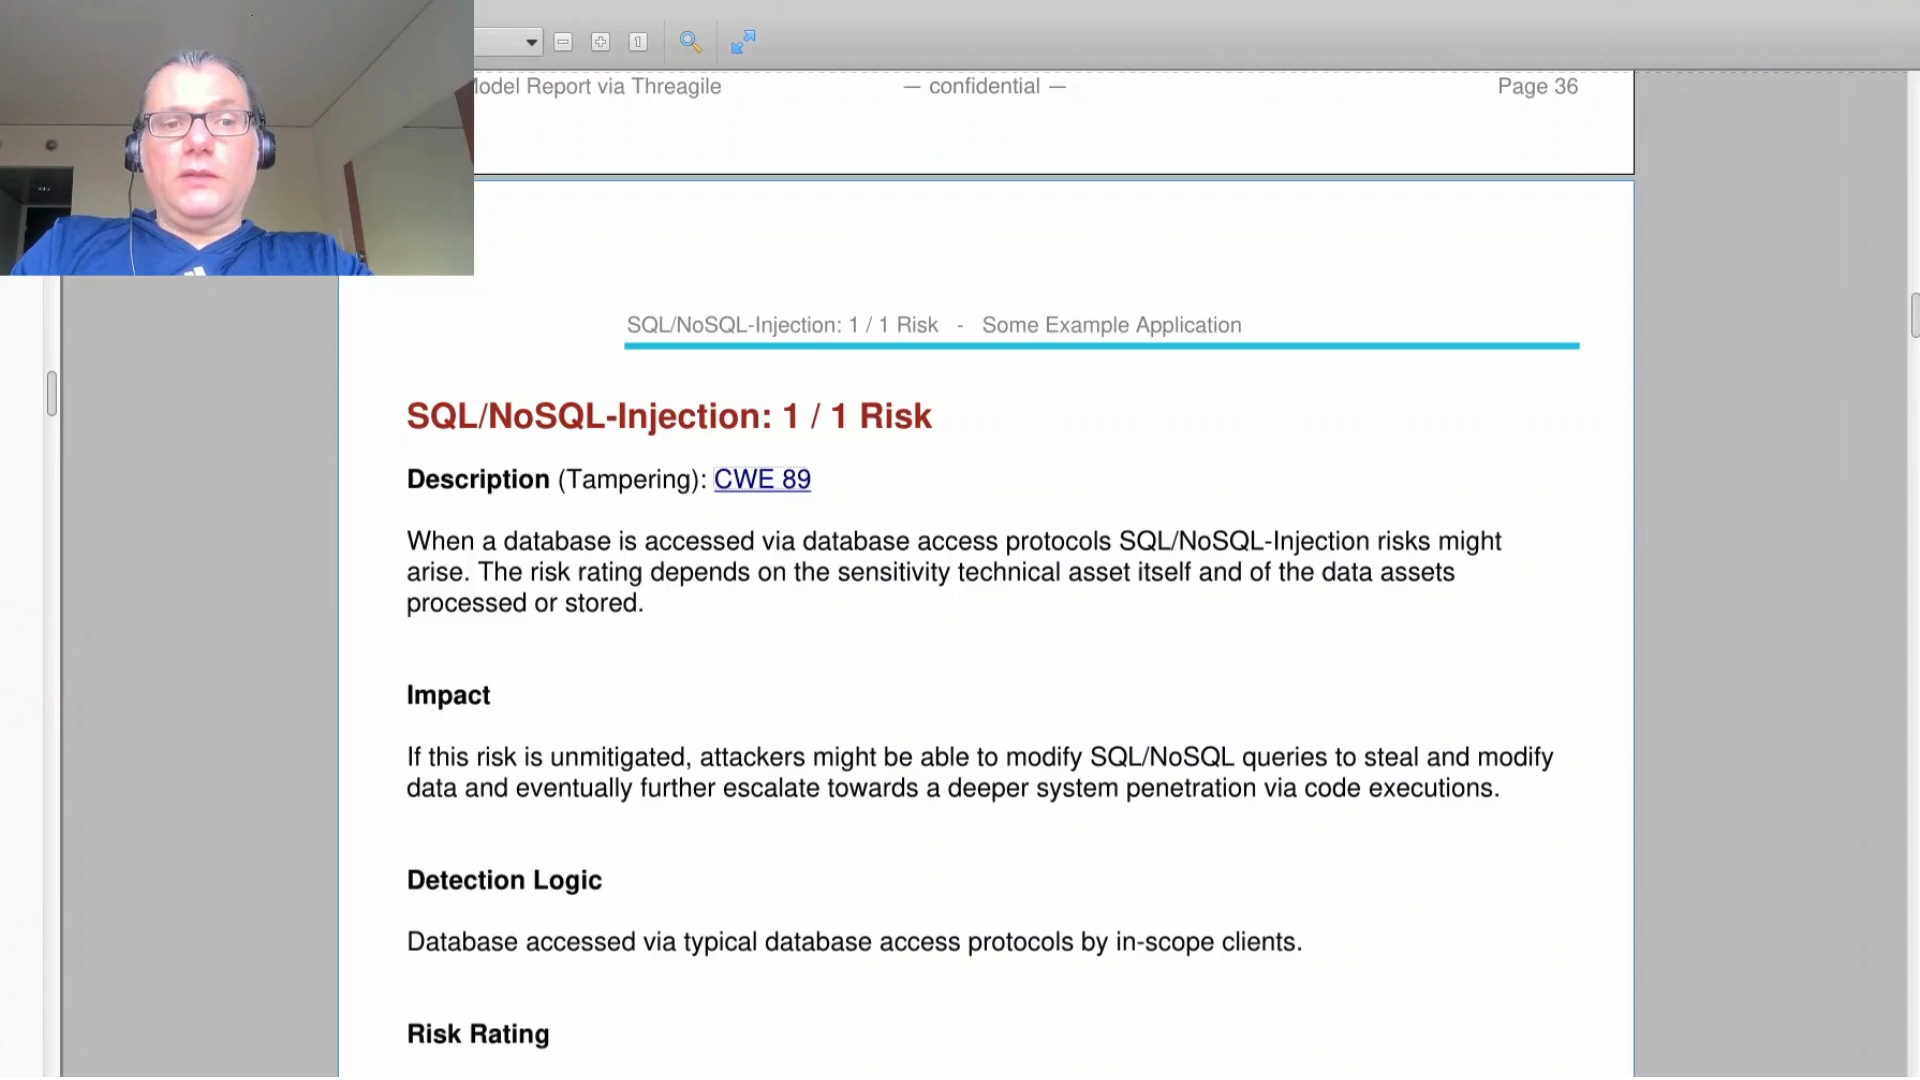 Model Report via Threagile — confidential — Page 36
SQL/NoSQL-Injection: 1 / 1 Risk - Some Example Application
SQL/NoSQL-Injection: 1 / 1 Risk
Description (Tampering): CWE 89
When a database is accessed via database access protocols SQL/NoSQL-Injection risks might
arise. The risk rating depends on the sensitivity technical asset itself and of the data assets
processed or stored.
Impact
If this risk is unmitigated, attackers might be able to modify SQL/NoSQL queries to steal and modify
data and eventually further escalate towards a deeper system penetration via code executions.
Detection Logic
Database accessed via typical database access protocols by in-scope clients.
Risk Rating